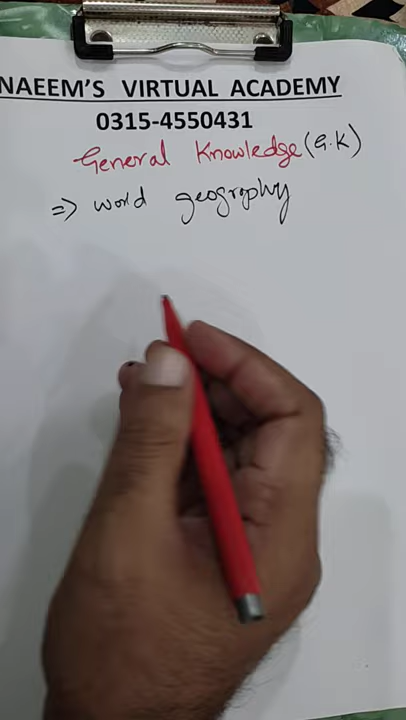 NAEEM'S VIRTUAL ACADEMY
0315-4550431
General Knowledge (G.K)
=> world geography